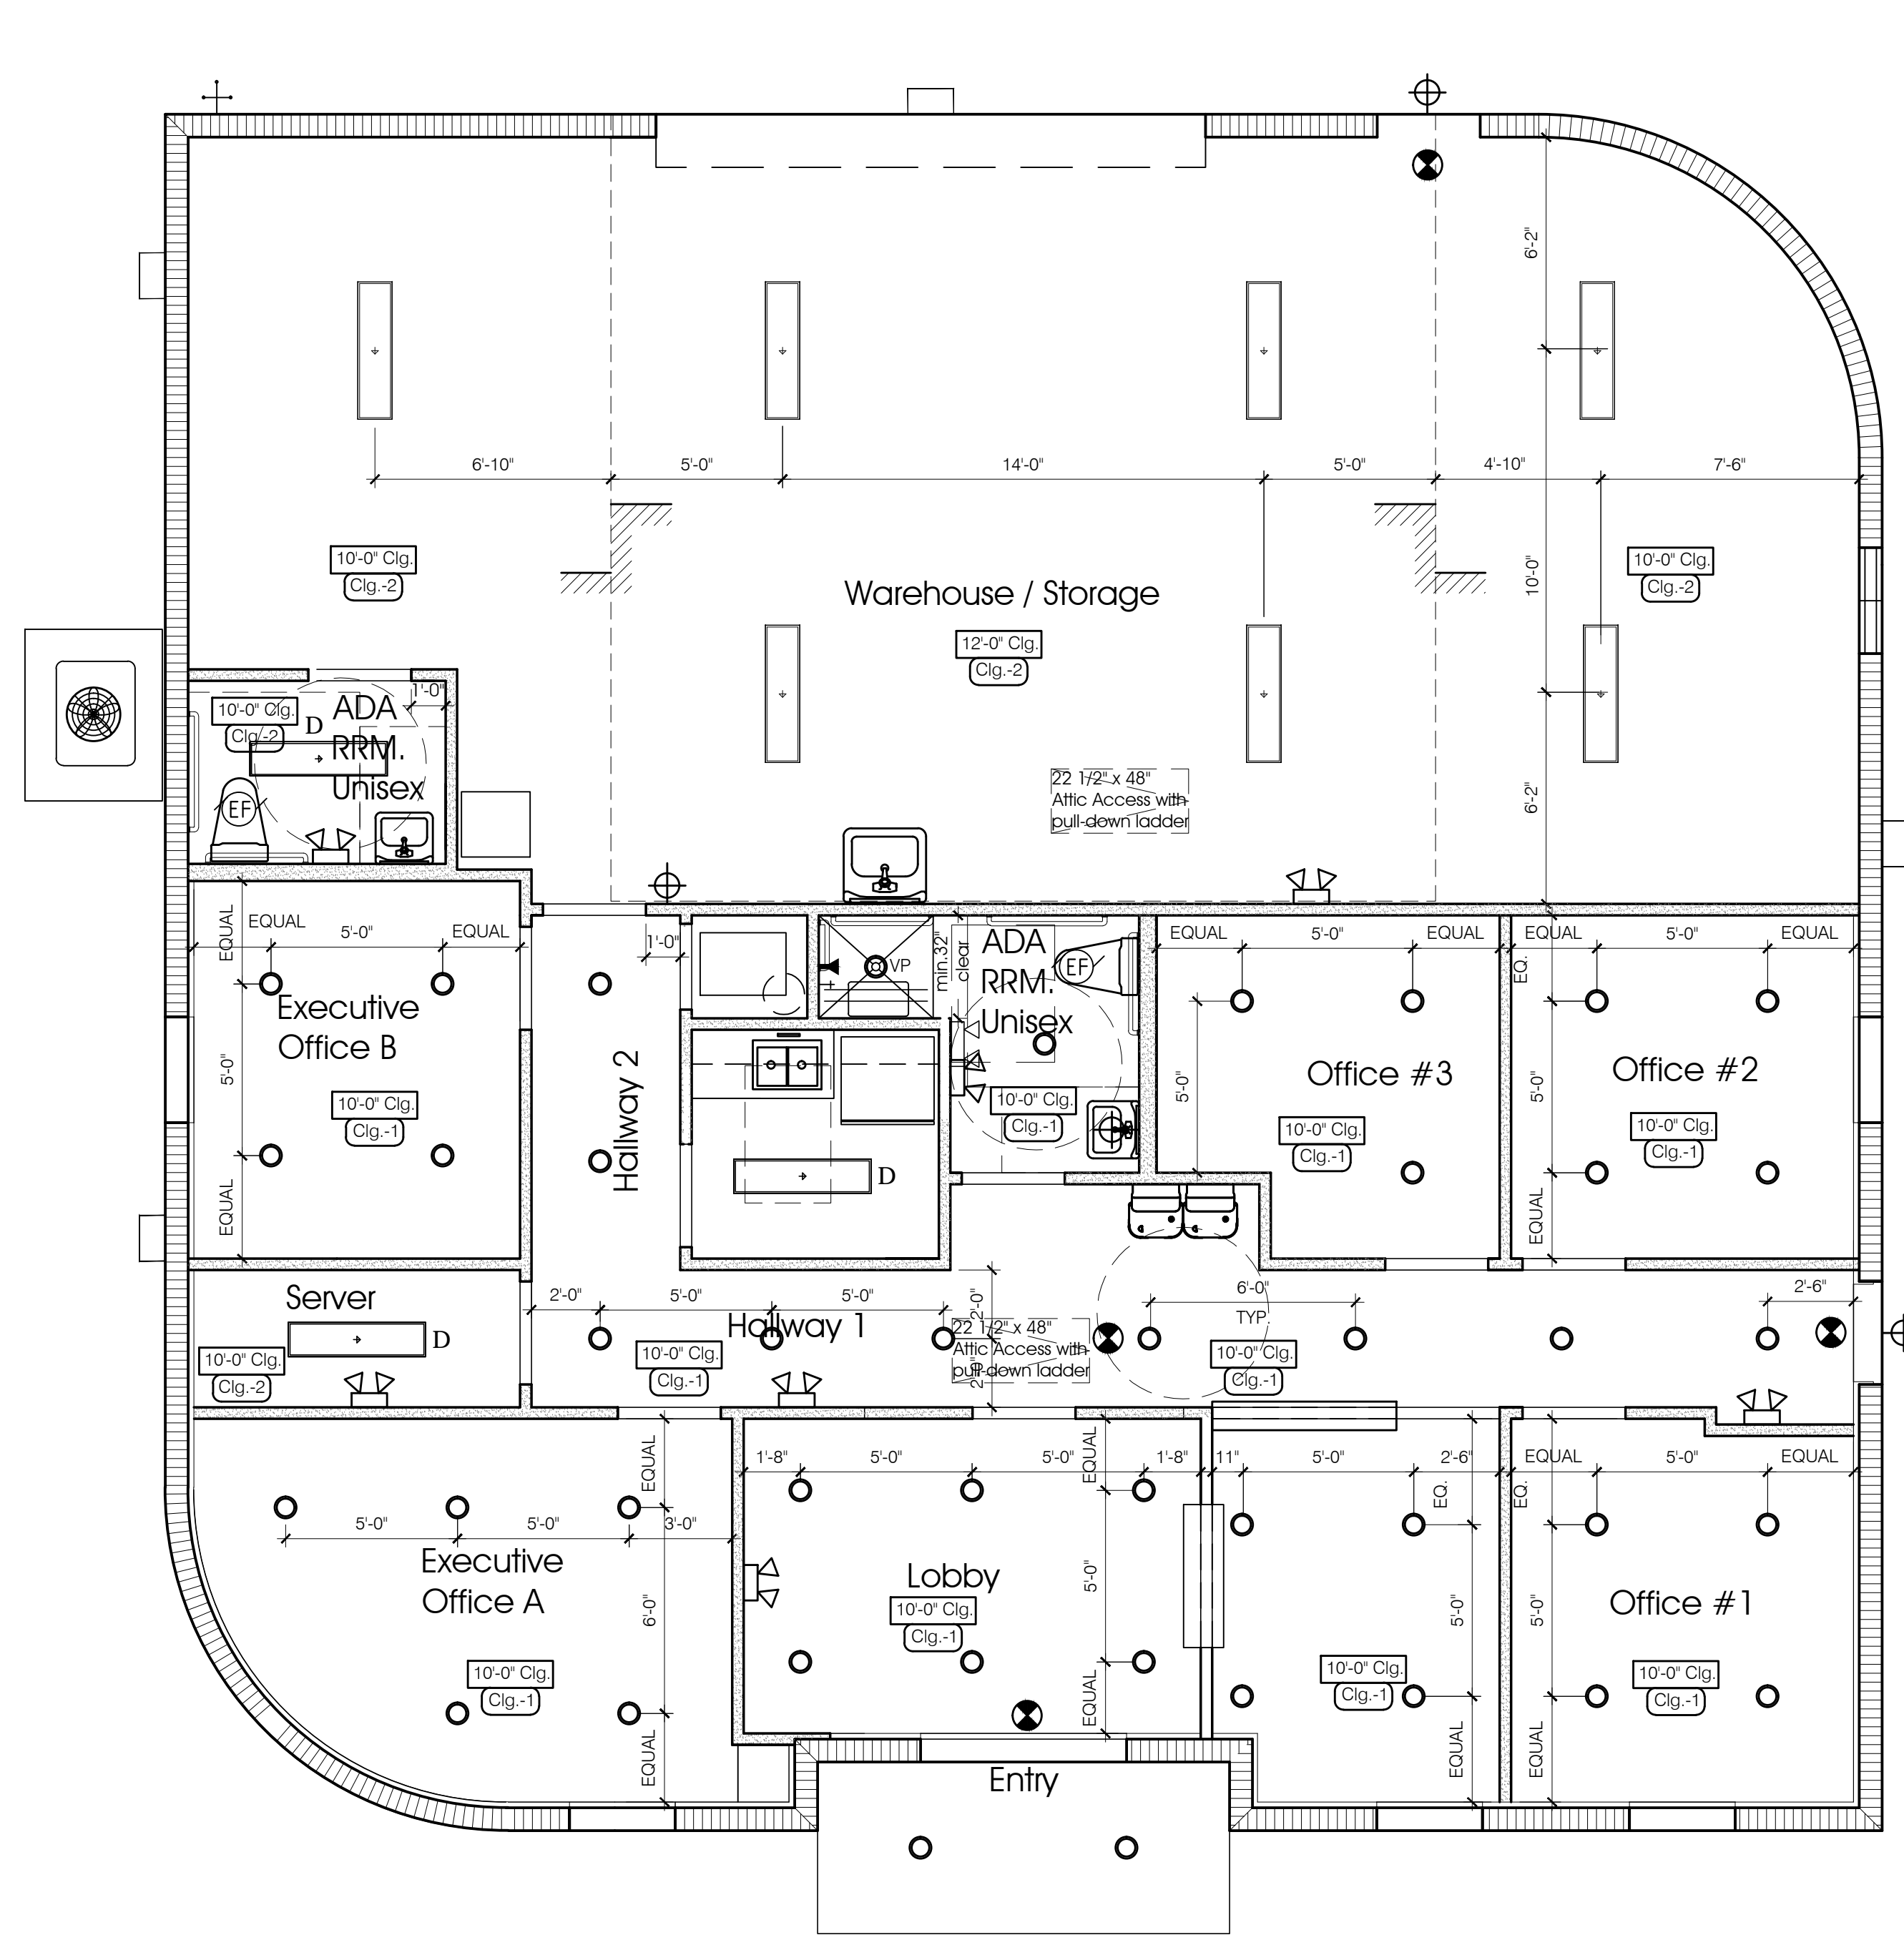 6'-2"
6'-10"
5'-0"
14'-0"
5'-0"
4'-10"
7'-6"
10'-0" Clg.
Clg.-2
Warehouse / Storage
12'-0" Clg.
Clg.-2
10'-0"
10'-0" Clg.
Clg.-2
1'-0"
10'-0" Clg.
Clg.-2
D
ADA
RRM.
Unisex
EF
22 1/2" x 48"
Attic Access with
pull-down ladder
6'-2"
EQUAL
EQUAL
5'-0"
EQUAL
Executive
Office B
5'-0"
10'-0" Clg.
Clg.-1
EQUAL
1'-0"
Hallway 2
VP
min.32"
clear
ADA
RRM.
Unisex
EF
10'-0" Clg.
Clg.-1
D
EQUAL
5'-0"
EQUAL
5'-0"
Office #3
10'-0" Clg.
Clg.-1
EQUAL
5'-0"
EQUAL
EQ.
5'-0"
Office #2
10'-0" Clg.
Clg.-1
EQUAL
Server
D
10'-0" Clg.
Clg.-2
2'-0"
5'-0"
5'-0"
Hallway 1
10'-0" Clg.
Clg.-1
2'-0"
22 1/2" x 48"
Attic Access with
pull-down ladder
2'-0"
6'-0"
TYP.
10'-0" Clg.
Clg.-1
2'-6"
EQUAL
5'-0"
5'-0"
3'-0"
Executive
Office A
6'-0"
10'-0" Clg.
Clg.-1
EQUAL
1'-8"
5'-0"
5'-0"
EQUAL
1'-8"
Lobby
5'-0"
10'-0" Clg.
Clg.-1
EQUAL
11"
5'-0"
2'-6"
EQ.
5'-0"
10'-0" Clg.
Clg.-1
EQUAL
EQUAL
5'-0"
EQUAL
EQ.
5'-0"
Office #1
10'-0" Clg.
Clg.-1
EQUAL
Entry